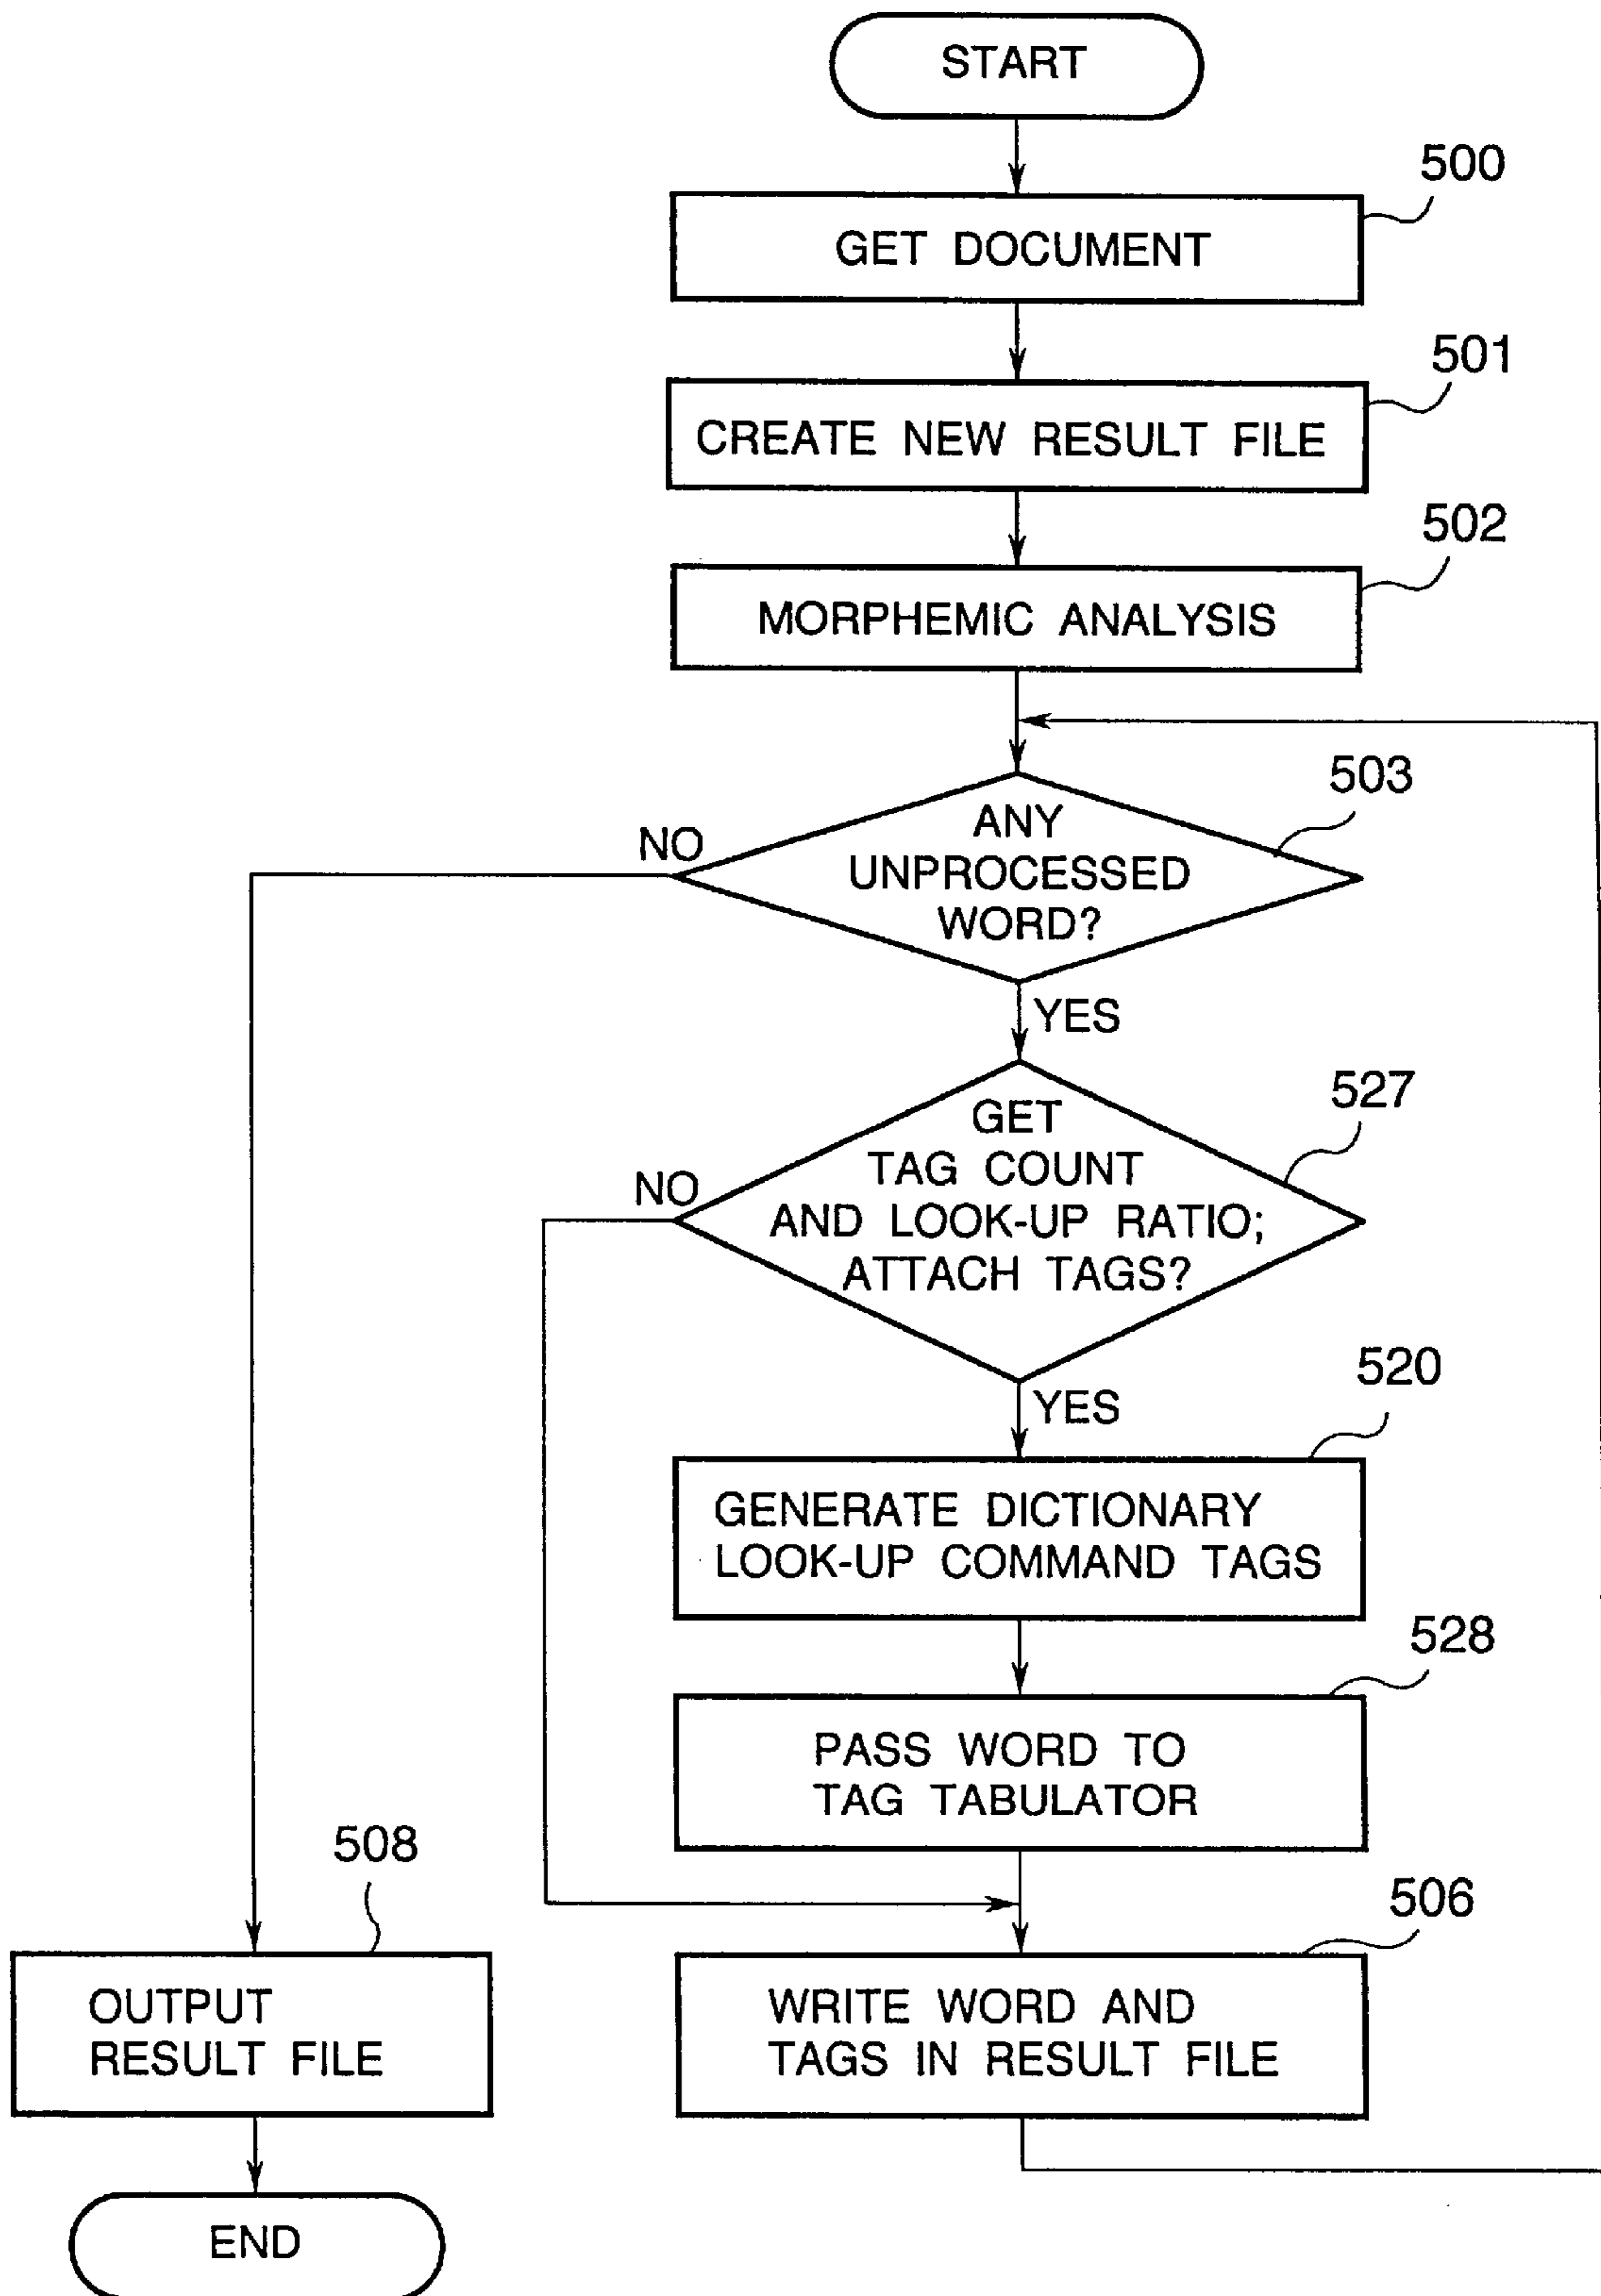 START
500
GET DOCUMENT
501
CREATE NEW RESULT FILE
502
MORPHEMIC ANALYSIS
503
ANY
UNPROCESSED
WORD?
NO
YES
527
GET
TAG COUNT
AND LOOK-UP RATIO;
ATTACH TAGS?
NO
YES
520
GENERATE DICTIONARY
LOOK-UP COMMAND TAGS
528
PASS WORD TO
TAG TABULATOR
508
OUTPUT
RESULT FILE
506
WRITE WORD AND
TAGS IN RESULT FILE
END